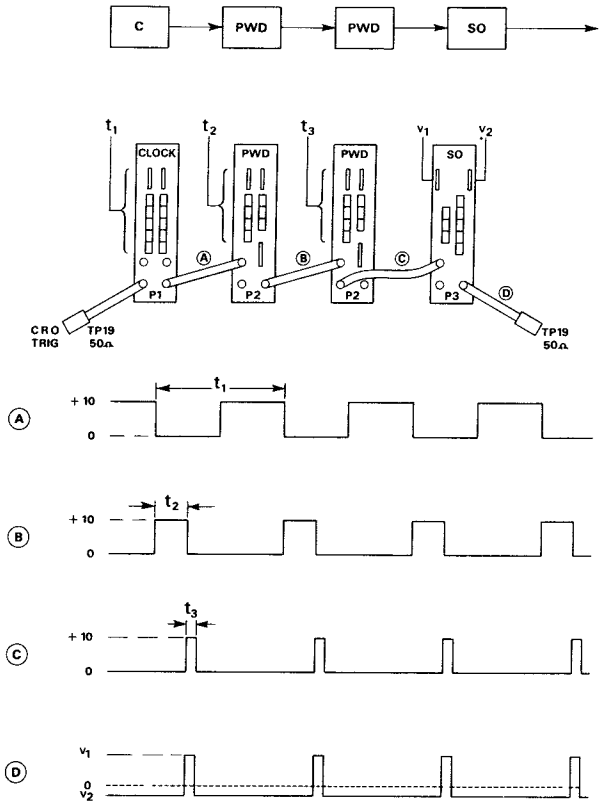 C PWD PWD SO
t₁ t₂ t₃ v₁ v₂
CLOCK PWD PWD SO
A B C D
P1 P2 P2 P3
CRO TRIG
TP19 50Ω
TP19 50Ω
t₁
A +10
0
t₂
B +10
0
t₃
C +10
0
D v₁
0
v₂